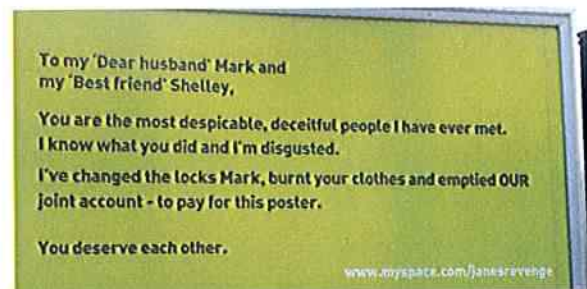 To my 'Dear husband' Mark and
my 'Best friend' Shelley,
You are the most despicable, deceitful people I have ever met.
I know what you did and I'm disgusted.
I've changed the locks Mark, burnt your clothes and emptied OUR
joint account - to pay for this poster.
You deserve each other.
www.myspace.com/janesrevenge